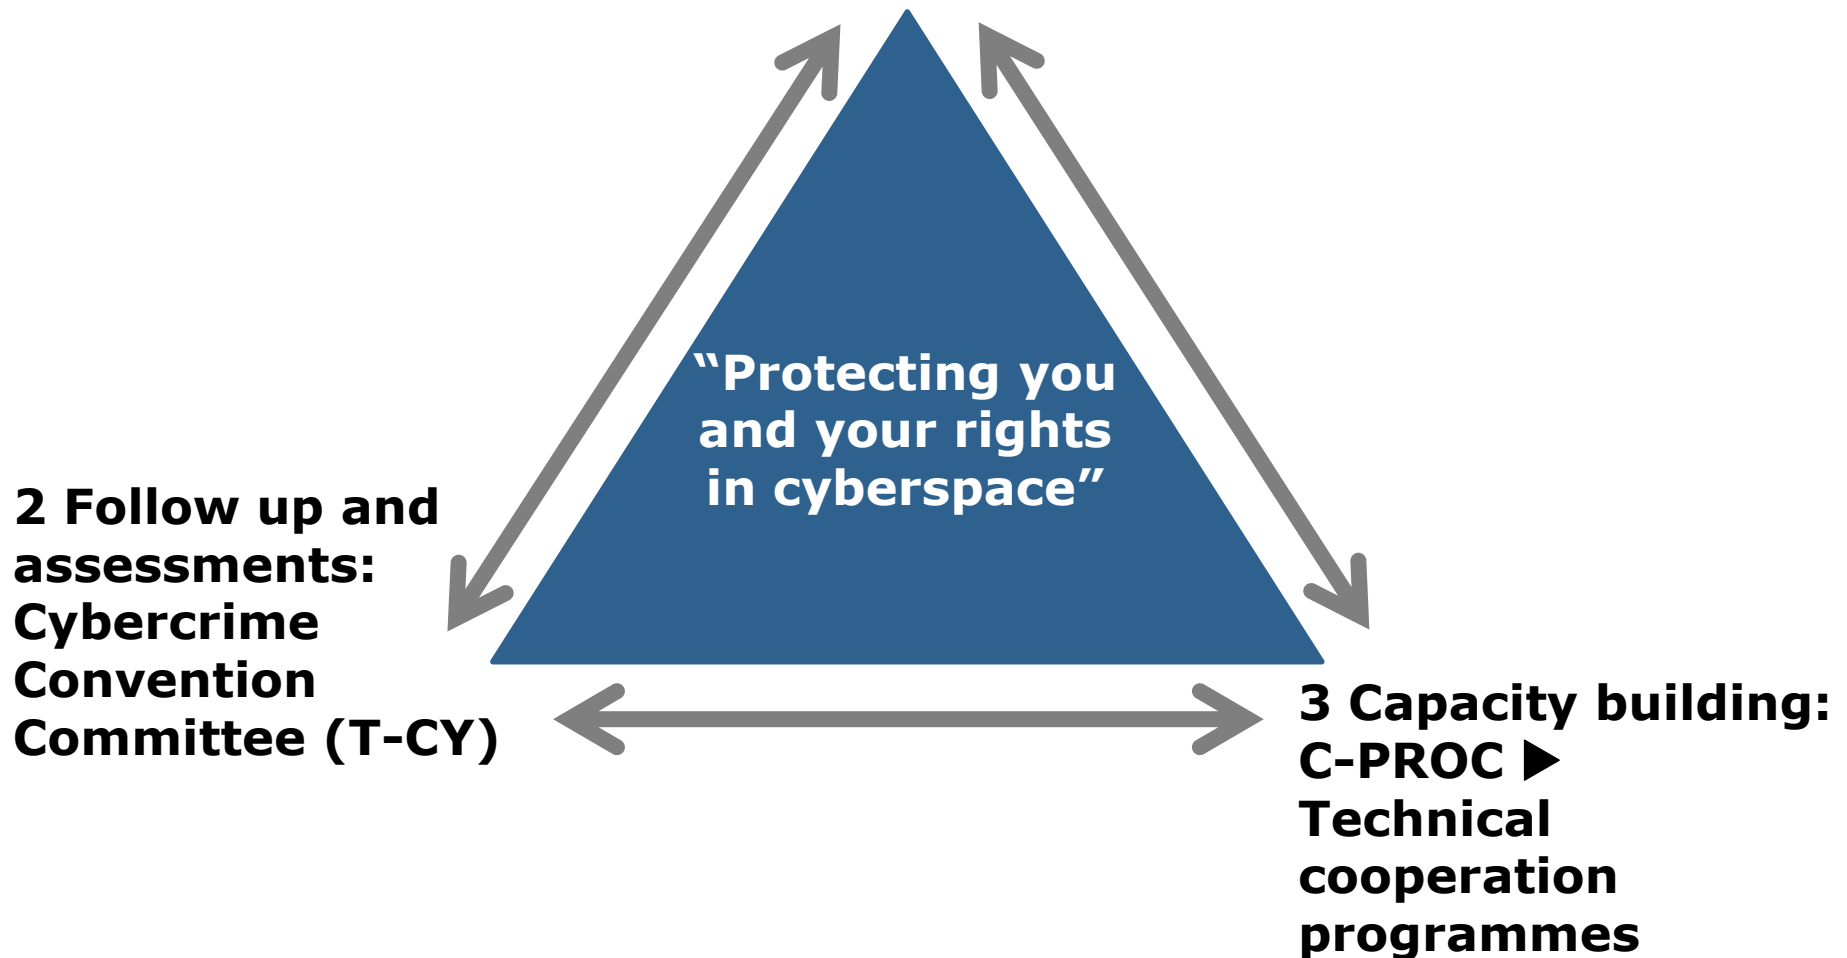 “Protecting you
and your rights
in cyberspace”
2 Follow up and
assessments:
Cybercrime
Convention
Committee (T-CY)
3 Capacity building:
C-PROC ▶
Technical
cooperation
programmes